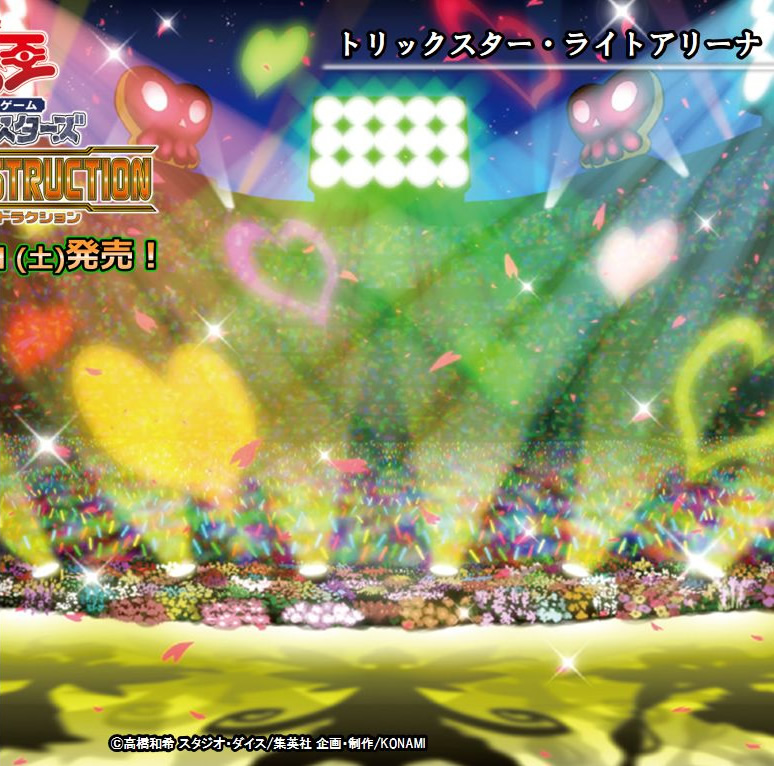 トリックスター・ライトアリーナ
ゲーム
スターズ
STRUCTION
ドラクション
(土)発売！
©高橋和希 スタジオ・ダイス/集英社 企画・制作/KONAMI